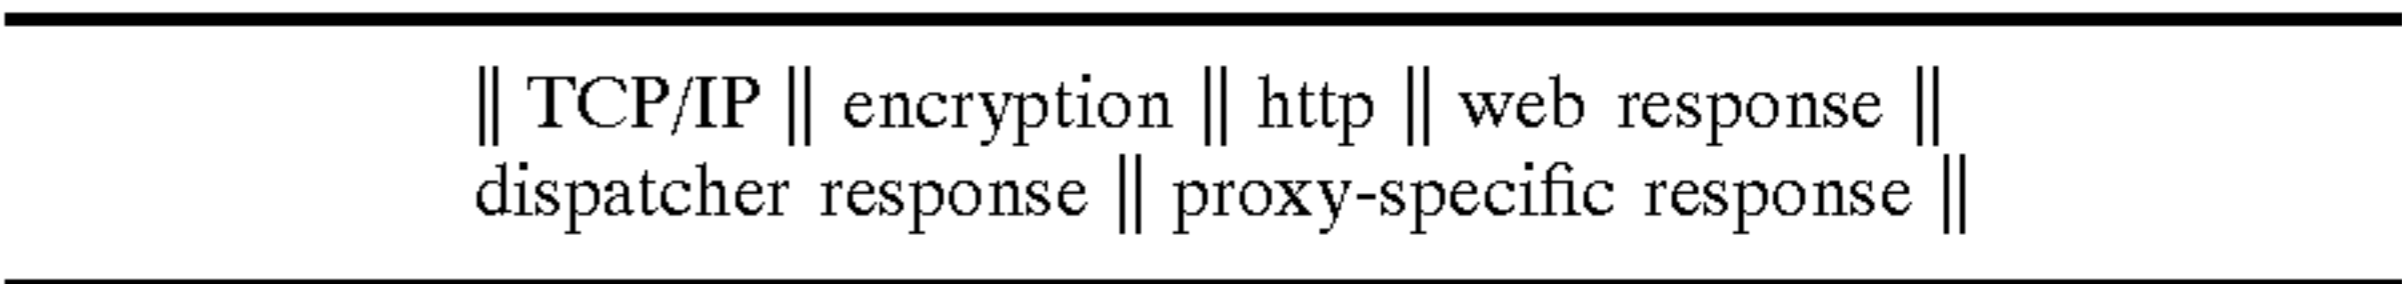 ‖ TCP/IP ‖ encryption ‖ http ‖ web response ‖
dispatcher response ‖ proxy-specific response ‖